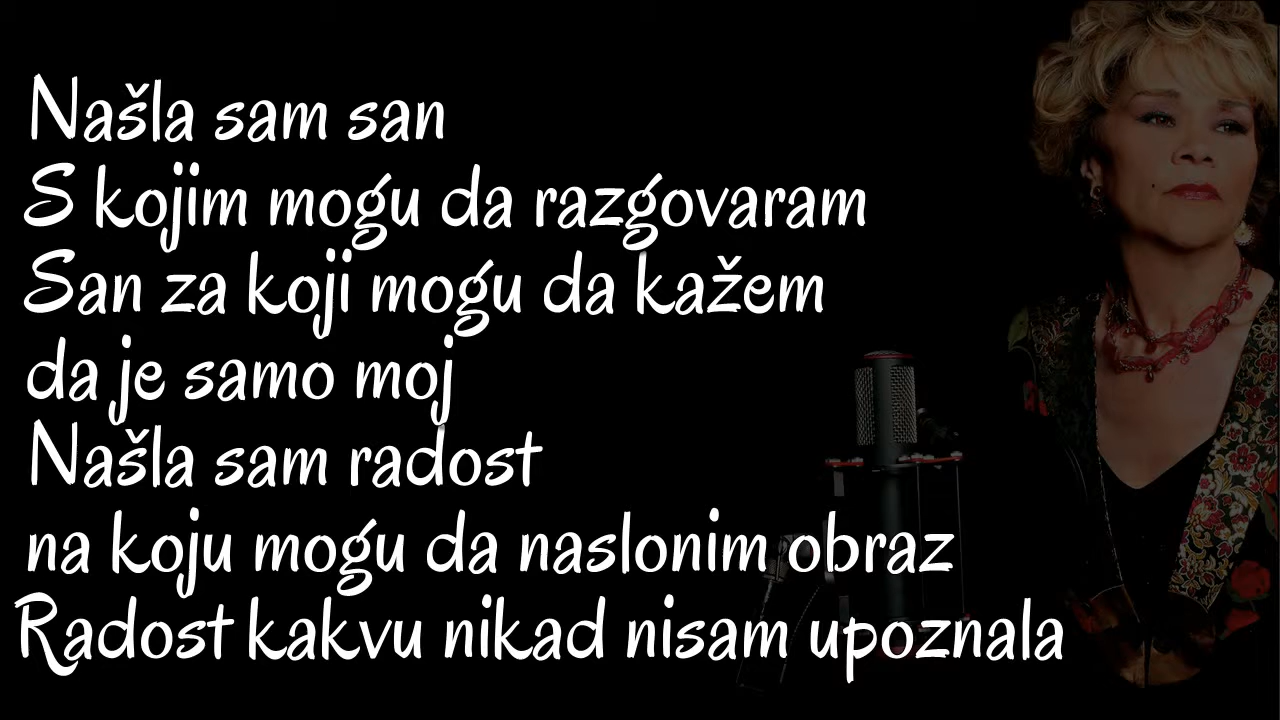 Našla sam san
S kojim mogu da razgovaram
San za koji mogu da kažem
da je samo moj
Našla sam radost
na koju mogu da naslonim obraz
Radost kakvu nikad nisam upoznala